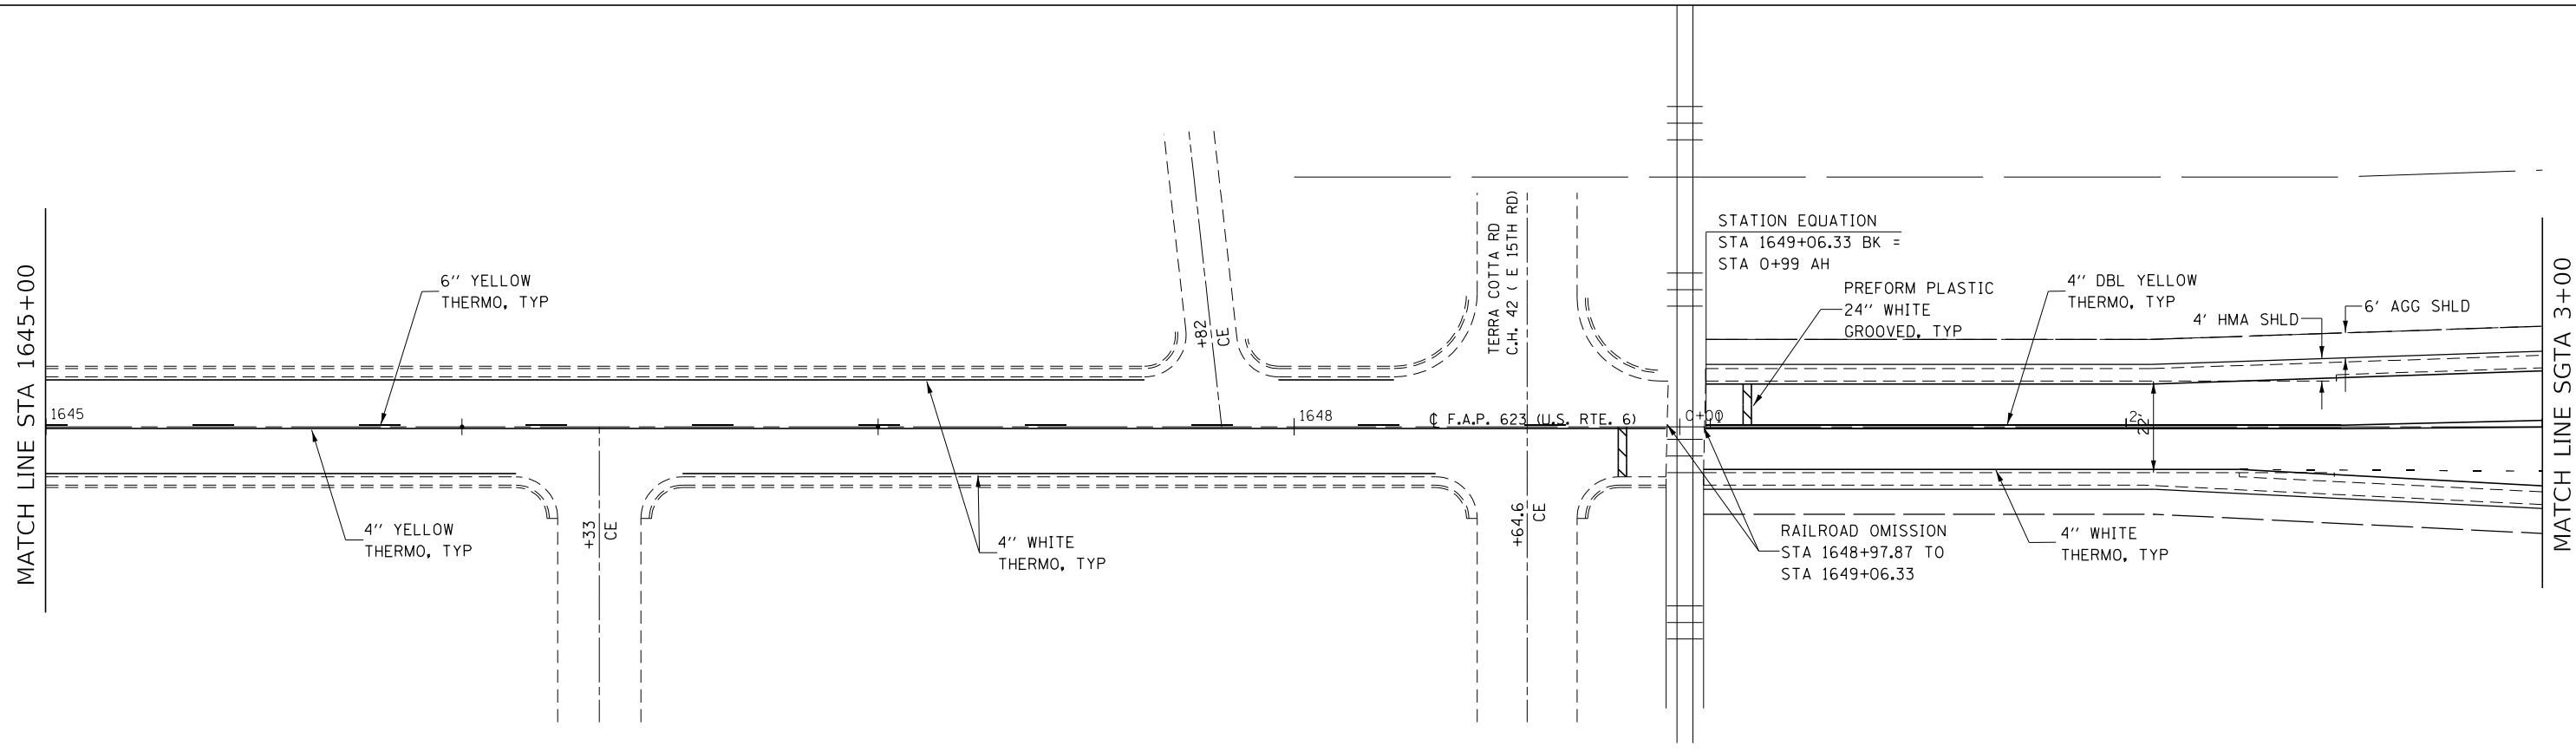 MATCH LINE STA 1645+00
1645
6'' YELLOW
THERMO, TYP
4'' YELLOW
THERMO, TYP
+33
CE
4'' WHITE
THERMO, TYP
+82
CE
1648
℄ F.A.P. 623 (U.S. RTE. 6)
TERRA COTTA RD
C.H. 42 ( E 15TH RD)
+64.6
CE
STATION EQUATION
STA 1649+06.33 BK =
STA 0+99 AH
PREFORM PLASTIC
24'' WHITE
GROOVED, TYP
4'' DBL YELLOW
THERMO, TYP
4' HMA SHLD
6' AGG SHLD
2
22'
RAILROAD OMISSION
STA 1648+97.87 TO
STA 1649+06.33
4'' WHITE
THERMO, TYP
MATCH LINE SGTA 3+00